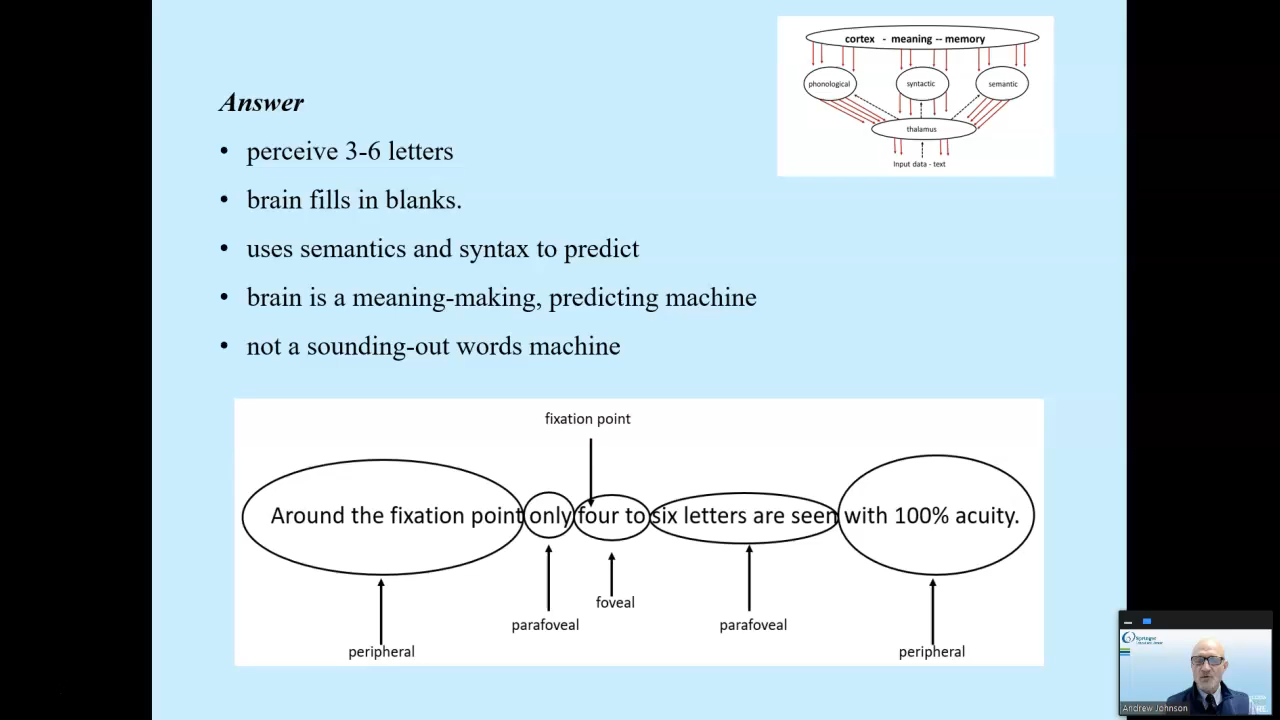 cortex - meaning -- memory
phonological syntactic semantic
thalamus
Input data - text
Answer
• perceive 3-6 letters
• brain fills in blanks.
• uses semantics and syntax to predict
• brain is a meaning-making, predicting machine
• not a sounding-out words machine
fixation point
Around the fixation point only four to six letters are seen with 100% acuity.
foveal
parafoveal parafoveal
peripheral peripheral
Springer
Andrew Johnson